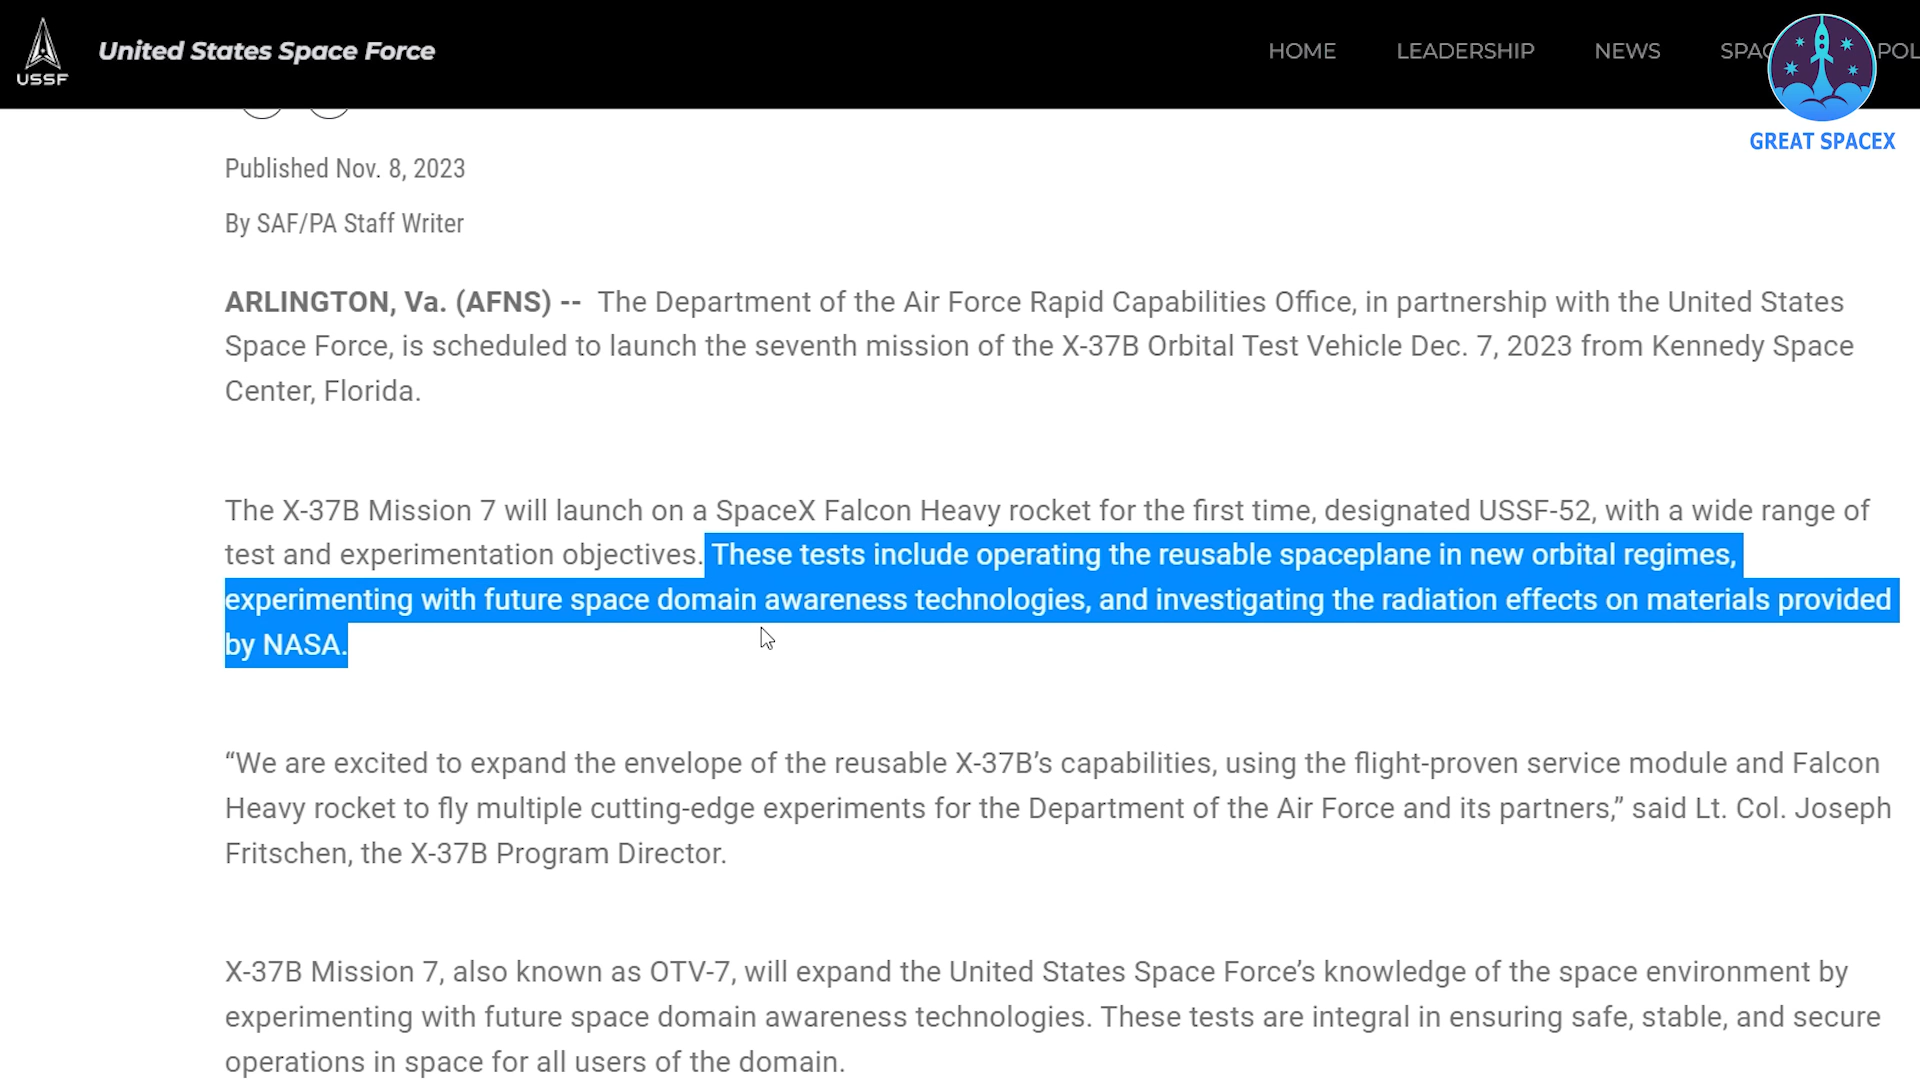 USSF
United States Space Force
HOME LEADERSHIP NEWS SPAC POL
GREAT SPACEX
Published Nov. 8, 2023
By SAF/PA Staff Writer
ARLINGTON, Va. (AFNS) -- The Department of the Air Force Rapid Capabilities Office, in partnership with the United States
Space Force, is scheduled to launch the seventh mission of the X-37B Orbital Test Vehicle Dec. 7, 2023 from Kennedy Space
Center, Florida.
The X-37B Mission 7 will launch on a SpaceX Falcon Heavy rocket for the first time, designated USSF-52, with a wide range of
test and experimentation objectives. These tests include operating the reusable spaceplane in new orbital regimes,
experimenting with future space domain awareness technologies, and investigating the radiation effects on materials provided
by NASA.
“We are excited to expand the envelope of the reusable X-37B’s capabilities, using the flight-proven service module and Falcon
Heavy rocket to fly multiple cutting-edge experiments for the Department of the Air Force and its partners,” said Lt. Col. Joseph
Fritschen, the X-37B Program Director.
X-37B Mission 7, also known as OTV-7, will expand the United States Space Force’s knowledge of the space environment by
experimenting with future space domain awareness technologies. These tests are integral in ensuring safe, stable, and secure
operations in space for all users of the domain.